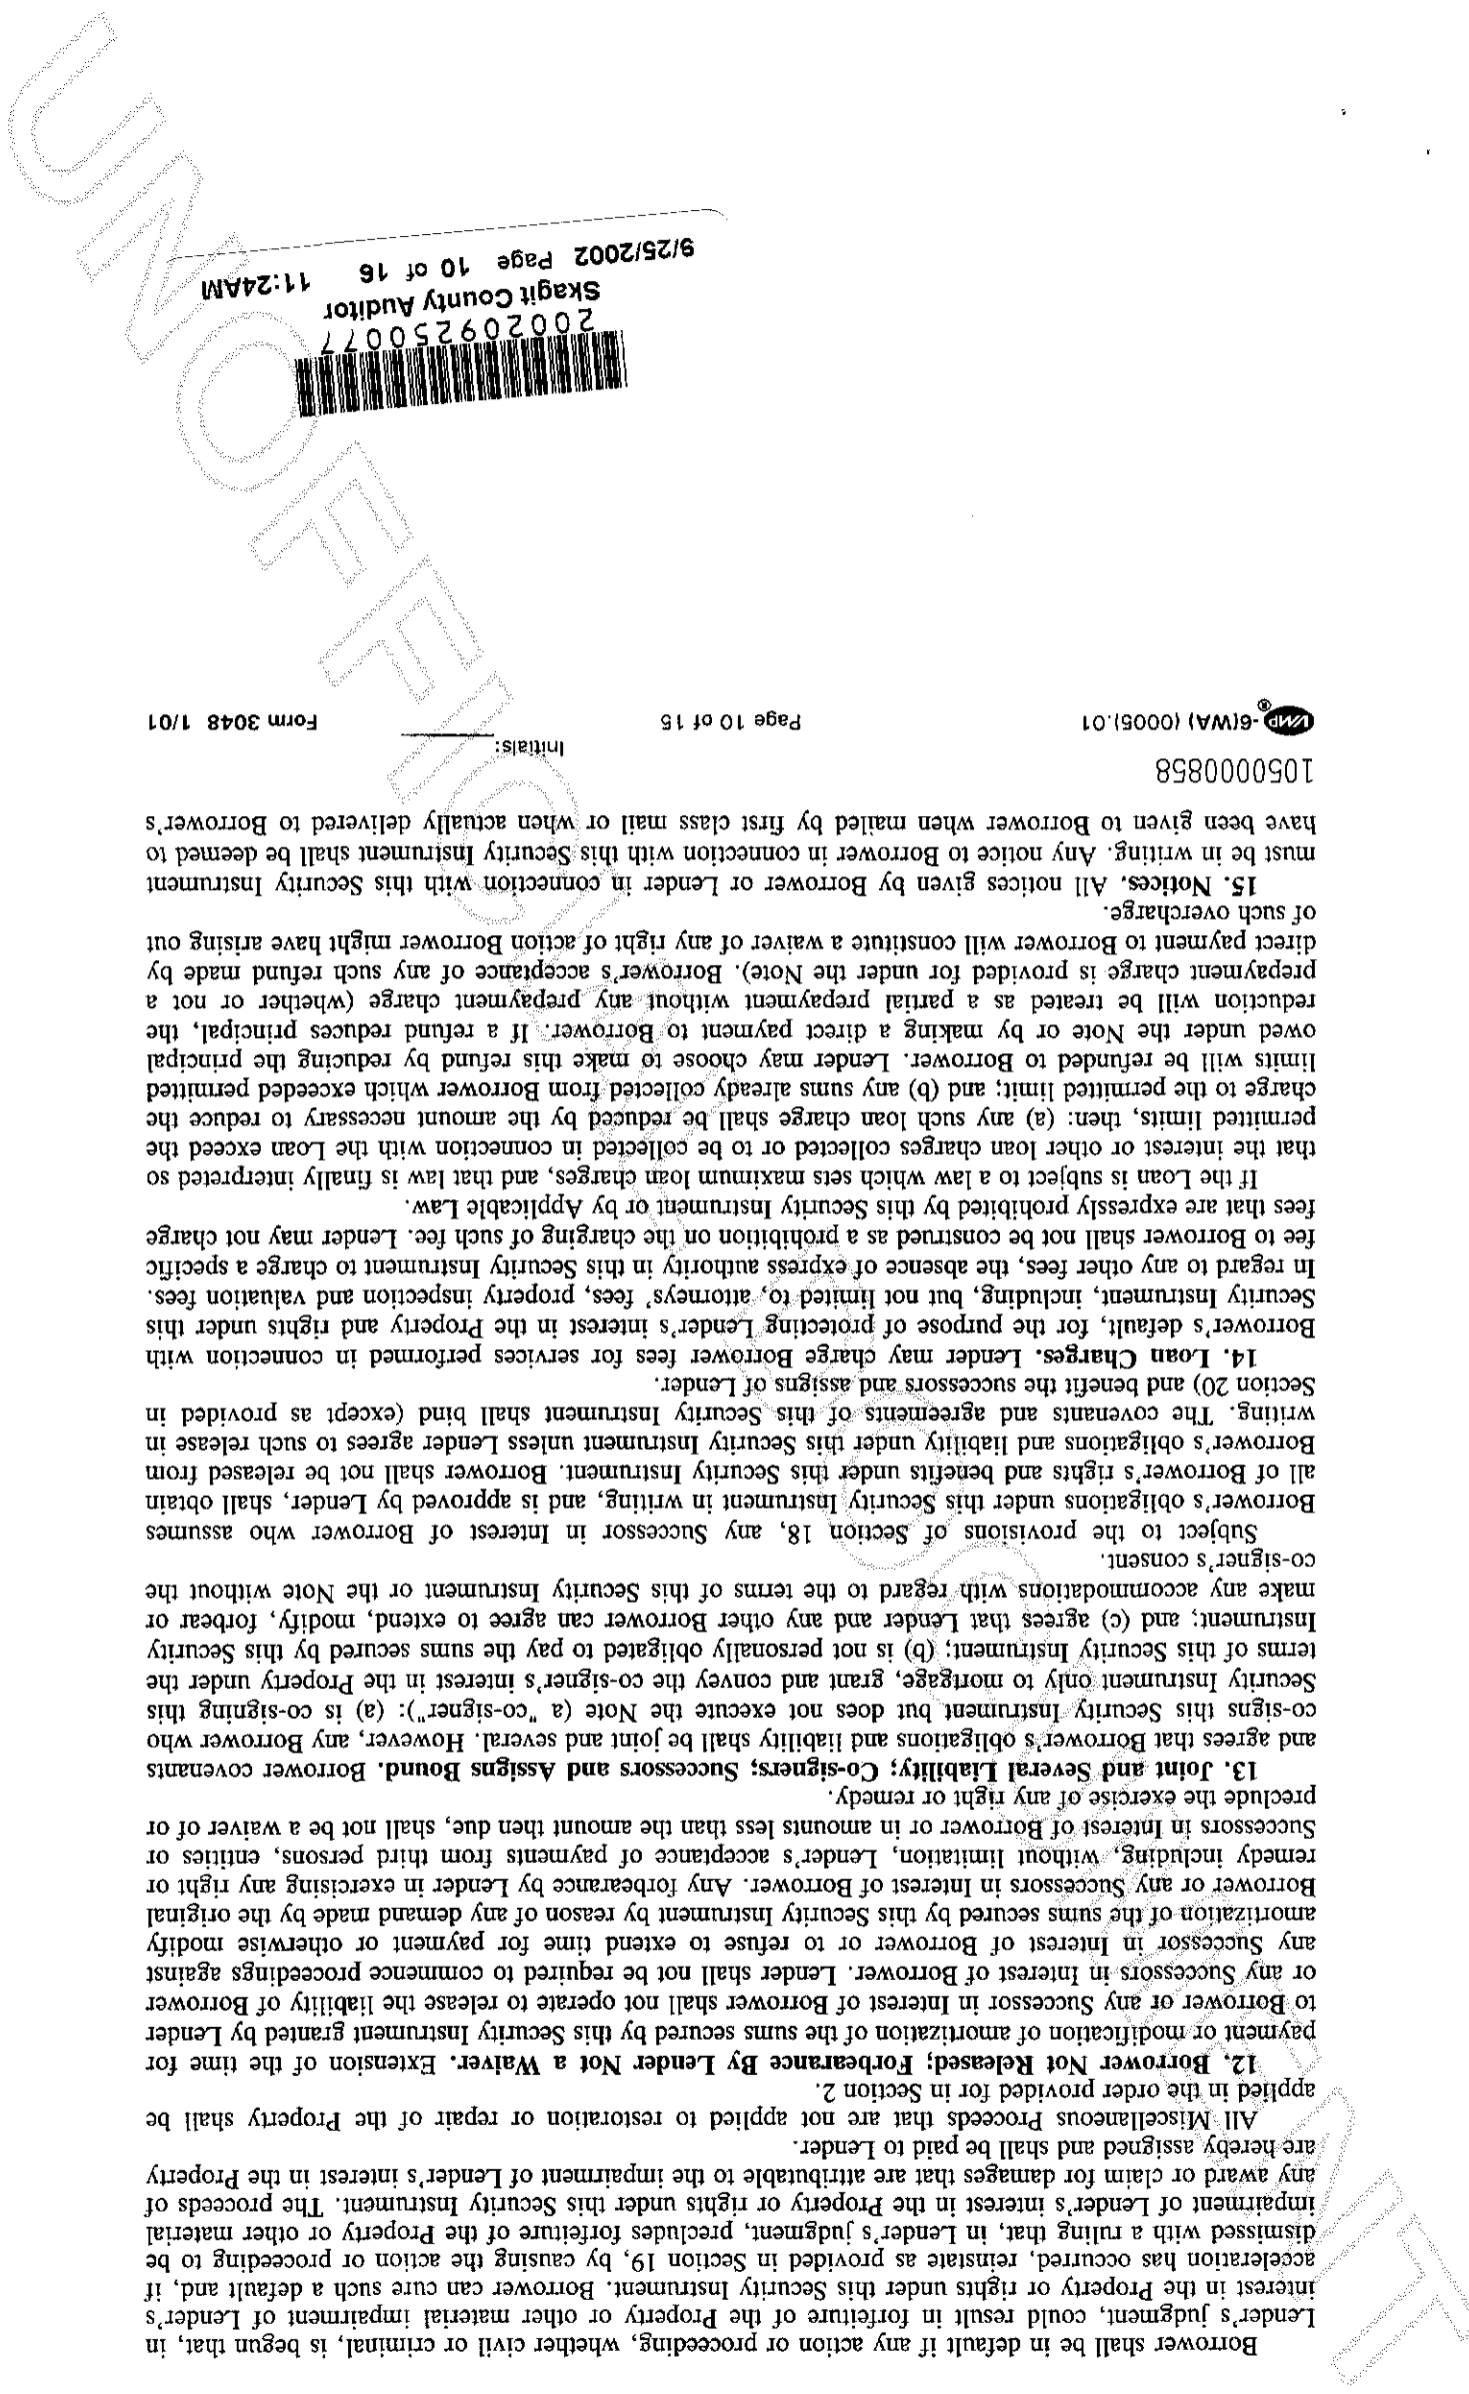 Borrower shall be in default if any action or proceeding, whether civil or criminal, is begun that, in
Lender's judgment, could result in forfeiture of the Property or other material impairment of Lender's
interest in the Property or rights under this Security Instrument. Borrower can cure such a default and, if
acceleration has occurred, reinstate as provided in Section 19, by causing the action or proceeding to be
dismissed with a ruling that, in Lender's judgment, precludes forfeiture of the Property or other material
impairment of Lender's interest in the Property or rights under this Security Instrument. The proceeds of
any award or claim for damages that are attributable to the impairment of Lender's interest in the Property
are hereby assigned and shall be paid to Lender.
All Miscellaneous Proceeds that are not applied to restoration or repair of the Property shall be
applied in the order provided for in Section 2.
12. Borrower Not Released; Forbearance By Lender Not a Waiver. Extension of the time for
payment or modification of amortization of the sums secured by this Security Instrument granted by Lender
to Borrower or any Successor in Interest of Borrower shall not operate to release the liability of Borrower
or any Successors in Interest of Borrower. Lender shall not be required to commence proceedings against
any Successor in Interest of Borrower or to refuse to extend time for payment or otherwise modify
amortization of the sums secured by this Security Instrument by reason of any demand made by the original
Borrower or any Successors in Interest of Borrower. Any forbearance by Lender in exercising any right or
remedy including, without limitation, Lender's acceptance of payments from third persons, entities or
Successors in Interest of Borrower or in amounts less than the amount then due, shall not be a waiver of or
preclude the exercise of any right or remedy.
13. Joint and Several Liability; Co-signers; Successors and Assigns Bound. Borrower covenants
and agrees that Borrower's obligations and liability shall be joint and several. However, any Borrower who
co-signs this Security Instrument but does not execute the Note (a "co-signer"): (a) is co-signing this
Security Instrument only to mortgage, grant and convey the co-signer's interest in the Property under the
terms of this Security Instrument; (b) is not personally obligated to pay the sums secured by this Security
Instrument; and (c) agrees that Lender and any other Borrower can agree to extend, modify, forbear or
make any accommodations with regard to the terms of this Security Instrument or the Note without the
co-signer's consent.
Subject to the provisions of Section 18, any Successor in Interest of Borrower who assumes
Borrower's obligations under this Security Instrument in writing, and is approved by Lender, shall obtain
all of Borrower's rights and benefits under this Security Instrument. Borrower shall not be released from
Borrower's obligations and liability under this Security Instrument unless Lender agrees to such release in
writing. The covenants and agreements of this Security Instrument shall bind (except as provided in
Section 20) and benefit the successors and assigns of Lender.
14. Loan Charges. Lender may charge Borrower fees for services performed in connection with
Borrower's default, for the purpose of protecting Lender's interest in the Property and rights under this
Security Instrument, including, but not limited to, attorneys' fees, property inspection and valuation fees.
In regard to any other fees, the absence of express authority in this Security Instrument to charge a specific
fee to Borrower shall not be construed as a prohibition on the charging of such fee. Lender may not charge
fees that are expressly prohibited by this Security Instrument or by Applicable Law.
If the Loan is subject to a law which sets maximum loan charges, and that law is finally interpreted so
that the interest or other loan charges collected or to be collected in connection with the Loan exceed the
permitted limits, then: (a) any such loan charge shall be reduced by the amount necessary to reduce the
charge to the permitted limit; and (b) any sums already collected from Borrower which exceeded permitted
limits will be refunded to Borrower. Lender may choose to make this refund by reducing the principal
owed under the Note or by making a direct payment to Borrower. If a refund reduces principal, the
reduction will be treated as a partial prepayment without any prepayment charge (whether or not a
prepayment charge is provided for under the Note). Borrower's acceptance of any such refund made by
direct payment to Borrower will constitute a waiver of any right of action Borrower might have arising out
of such overcharge.
15. Notices. All notices given by Borrower or Lender in connection with this Security Instrument
must be in writing. Any notice to Borrower in connection with this Security Instrument shall be deemed to
have been given to Borrower when mailed by first class mail or when actually delivered to Borrower's
1050000858
Initials:
VMP®-6(WA) (0005).01 Page 10 of 15 Form 3048 1/01
200209250077
Skagit County Auditor
9/25/2002 Page 10 of 16 11:24AM
UNOFFICIAL DOCUMENT